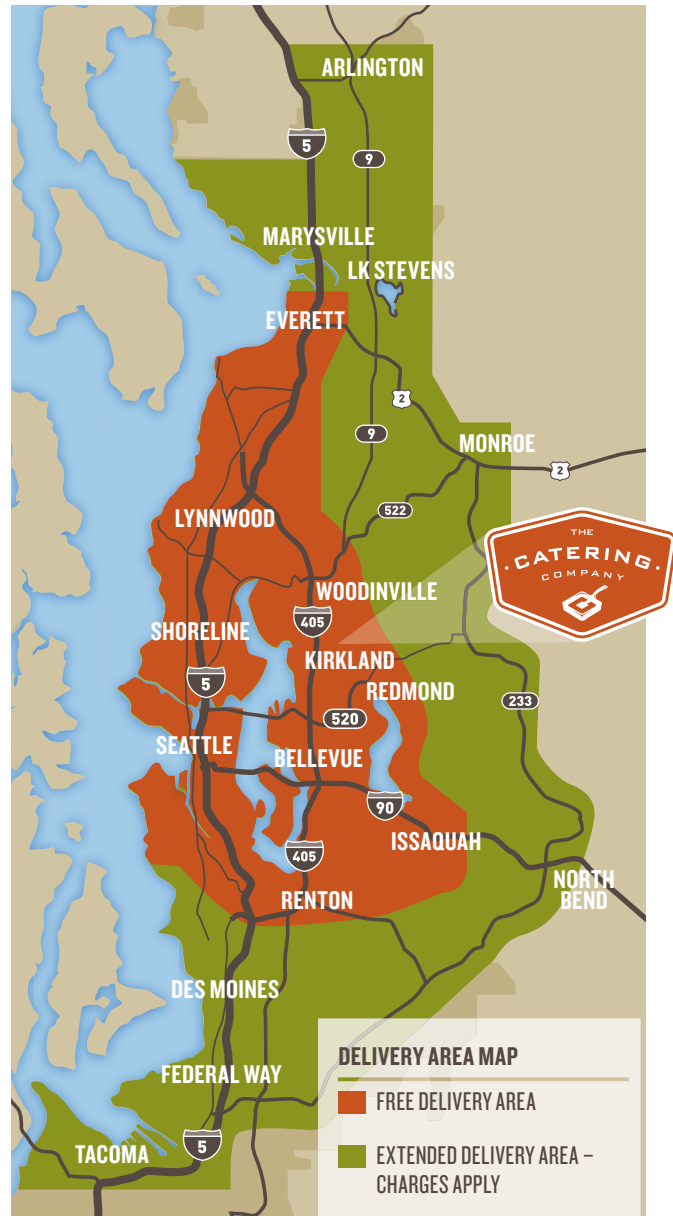 ARLINGTON
5
9
MARYSVILLE
LK STEVENS
EVERETT
2
9
MONROE
2
522
LYNNWOOD
THE
CATERING
COMPANY
WOODINVILLE
405
SHORELINE
KIRKLAND
5
REDMOND
233
520
SEATTLE
BELLEVUE
90
ISSAQUAH
405
NORTH
BEND
RENTON
DES MOINES
FEDERAL WAY
5
TACOMA
DELIVERY AREA MAP
FREE DELIVERY AREA
EXTENDED DELIVERY AREA –
CHARGES APPLY